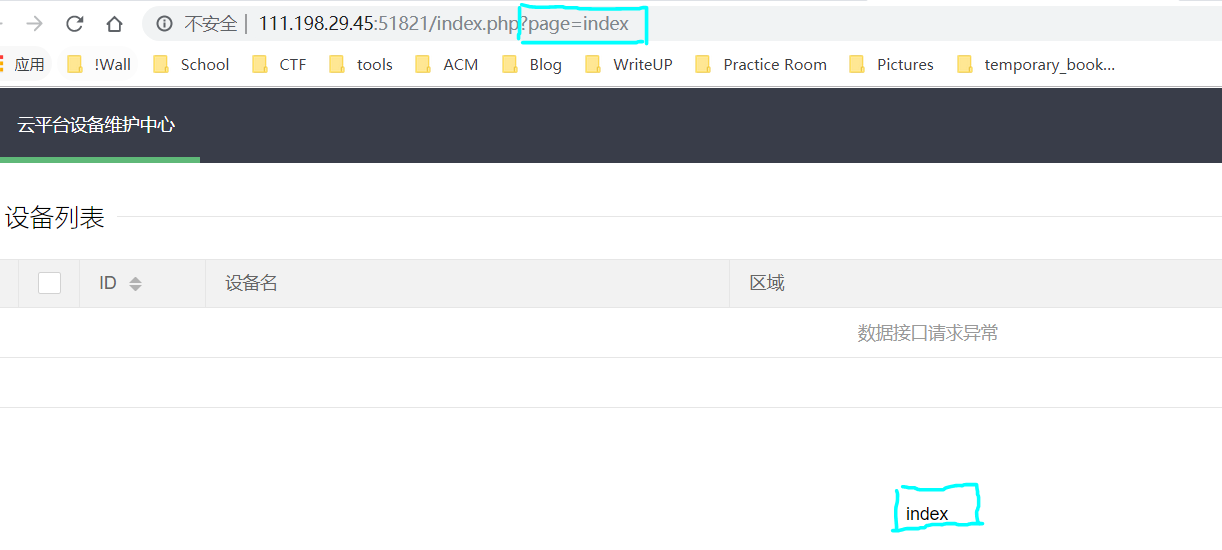 不安全 | 111.198.29.45:51821/index.php?page=index
应用 !Wall School CTF tools ACM Blog WriteUP Practice Room Pictures temporary_book...
云平台设备维护中心
设备列表
ID 设备名 区域
数据接口请求异常
index